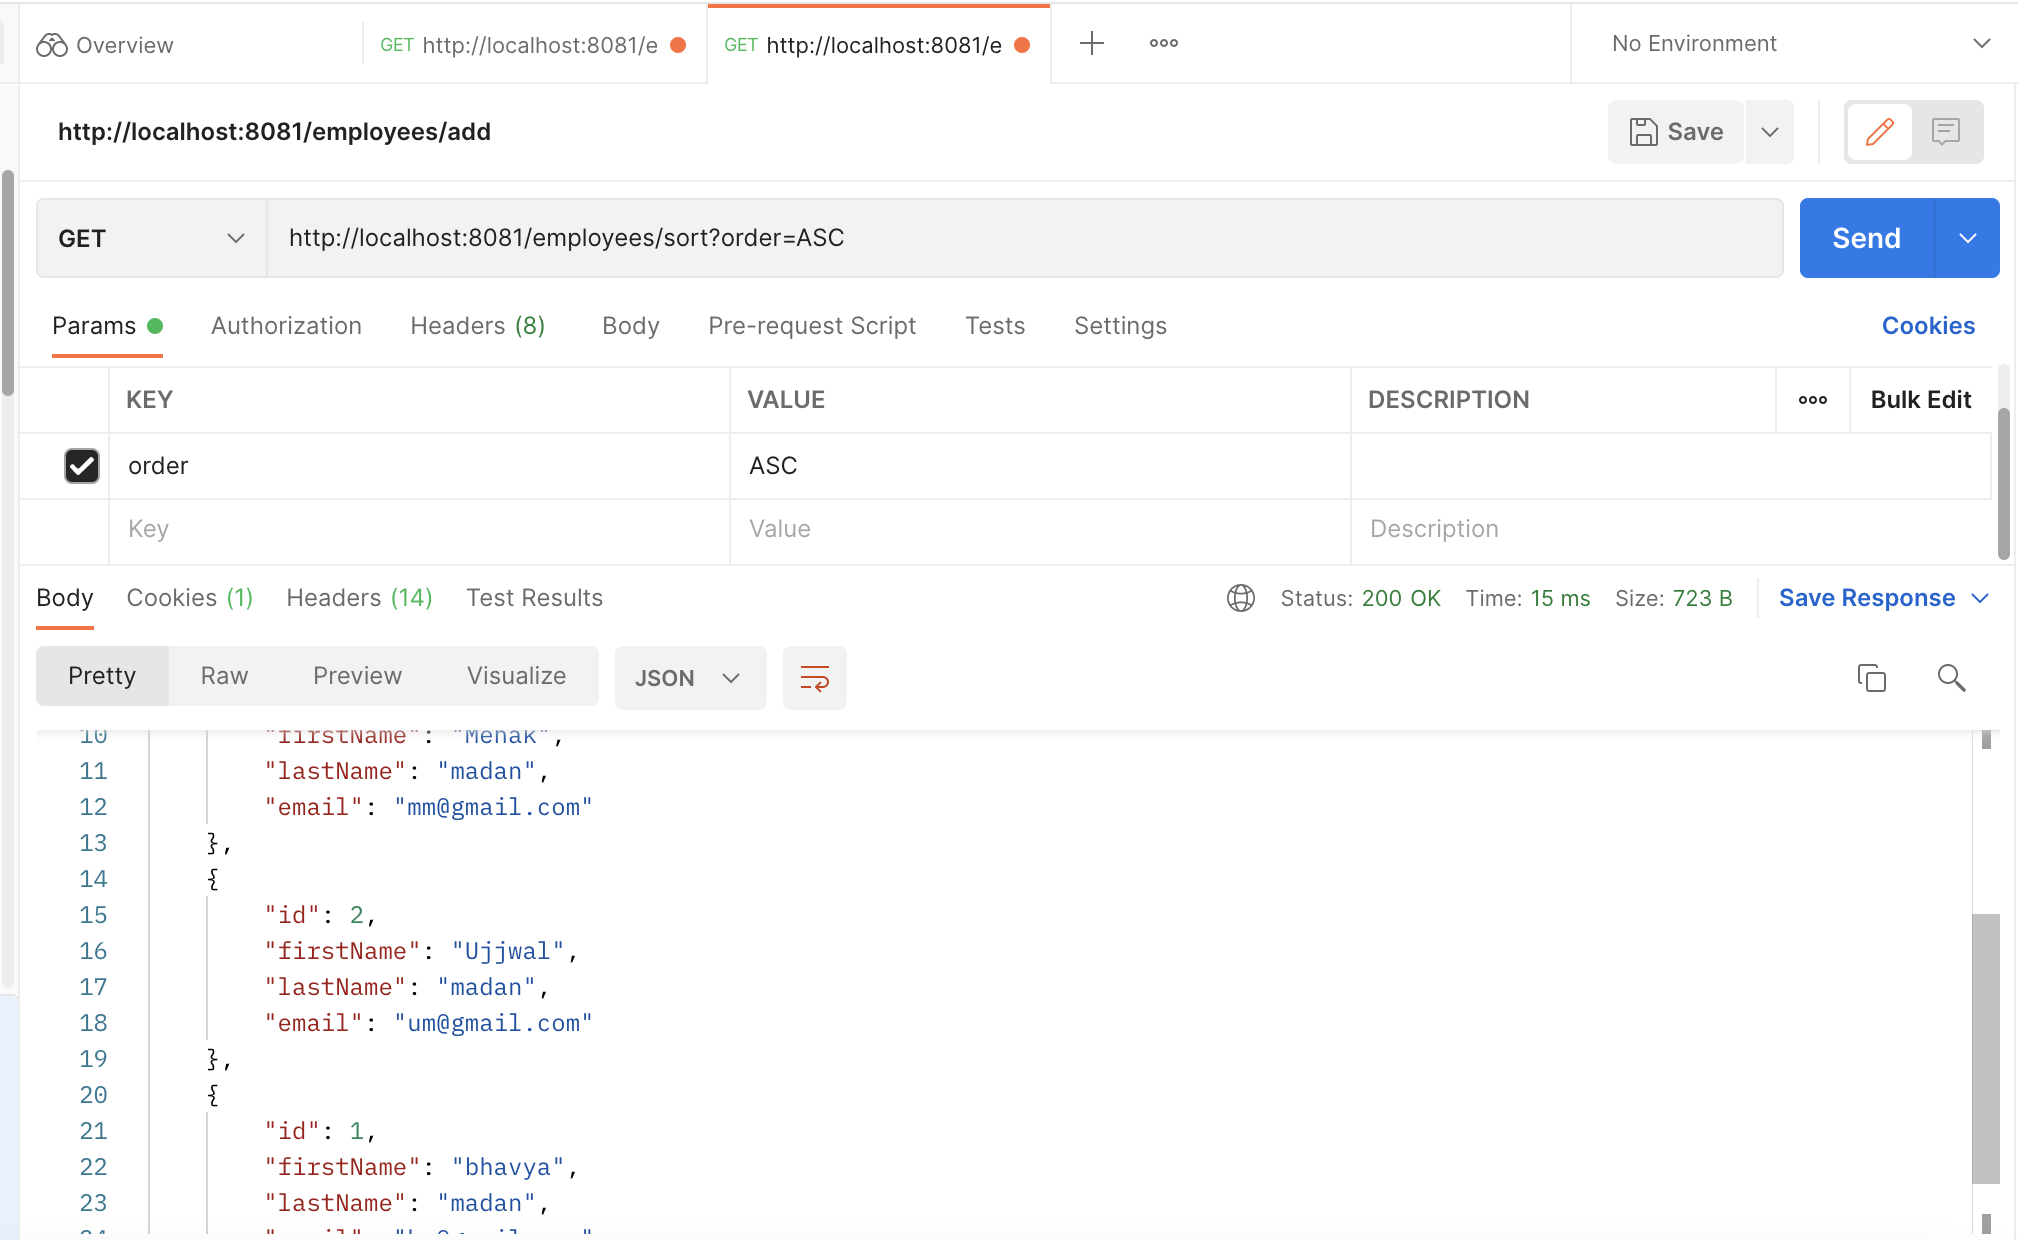 Overview
GET http://localhost:8081/e
GET http://localhost:8081/e
No Environment
http://localhost:8081/employees/add
Save
GET
http://localhost:8081/employees/sort?order=ASC
Send
Params
Authorization
Headers (8)
Body
Pre-request Script
Tests
Settings
Cookies
KEY
VALUE
DESCRIPTION
Bulk Edit
order
ASC
Key
Value
Description
Body
Cookies (1)
Headers (14)
Test Results
Status: 200 OK
Time: 15 ms
Size: 723 B
Save Response
Pretty
Raw
Preview
Visualize
JSON
10 "firstName": "Mehak",
11 "lastName": "madan",
12 "email": "mm@gmail.com"
13 },
14 {
15 "id": 2,
16 "firstName": "Ujjwal",
17 "lastName": "madan",
18 "email": "um@gmail.com"
19 },
20 {
21 "id": 1,
22 "firstName": "bhavya",
23 "lastName": "madan",